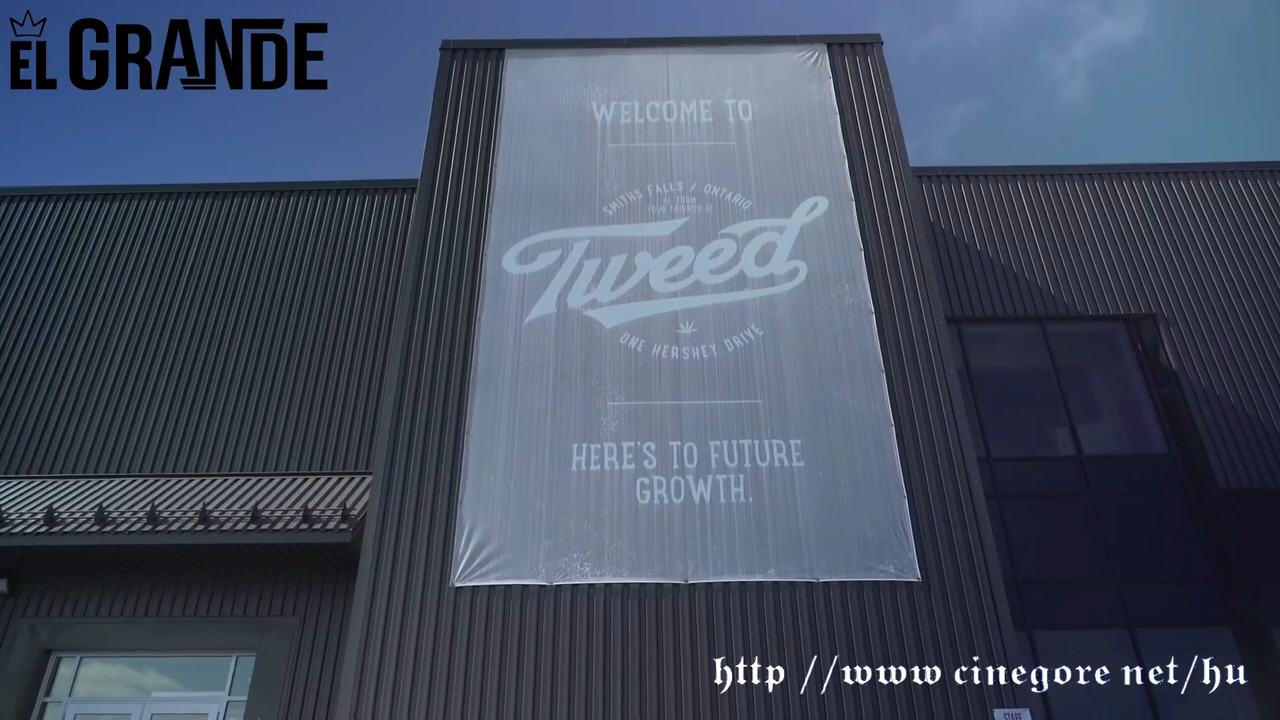 EL GRANDE
WELCOME TO
SMITHS FALLS / ONTARIO
HI FROM
YOUR FRIENDS AT
Tweed
ONE HERSHEY DRIVE
HERE'S TO FUTURE
GROWTH.
http //www cinegore net/hu
STAFF